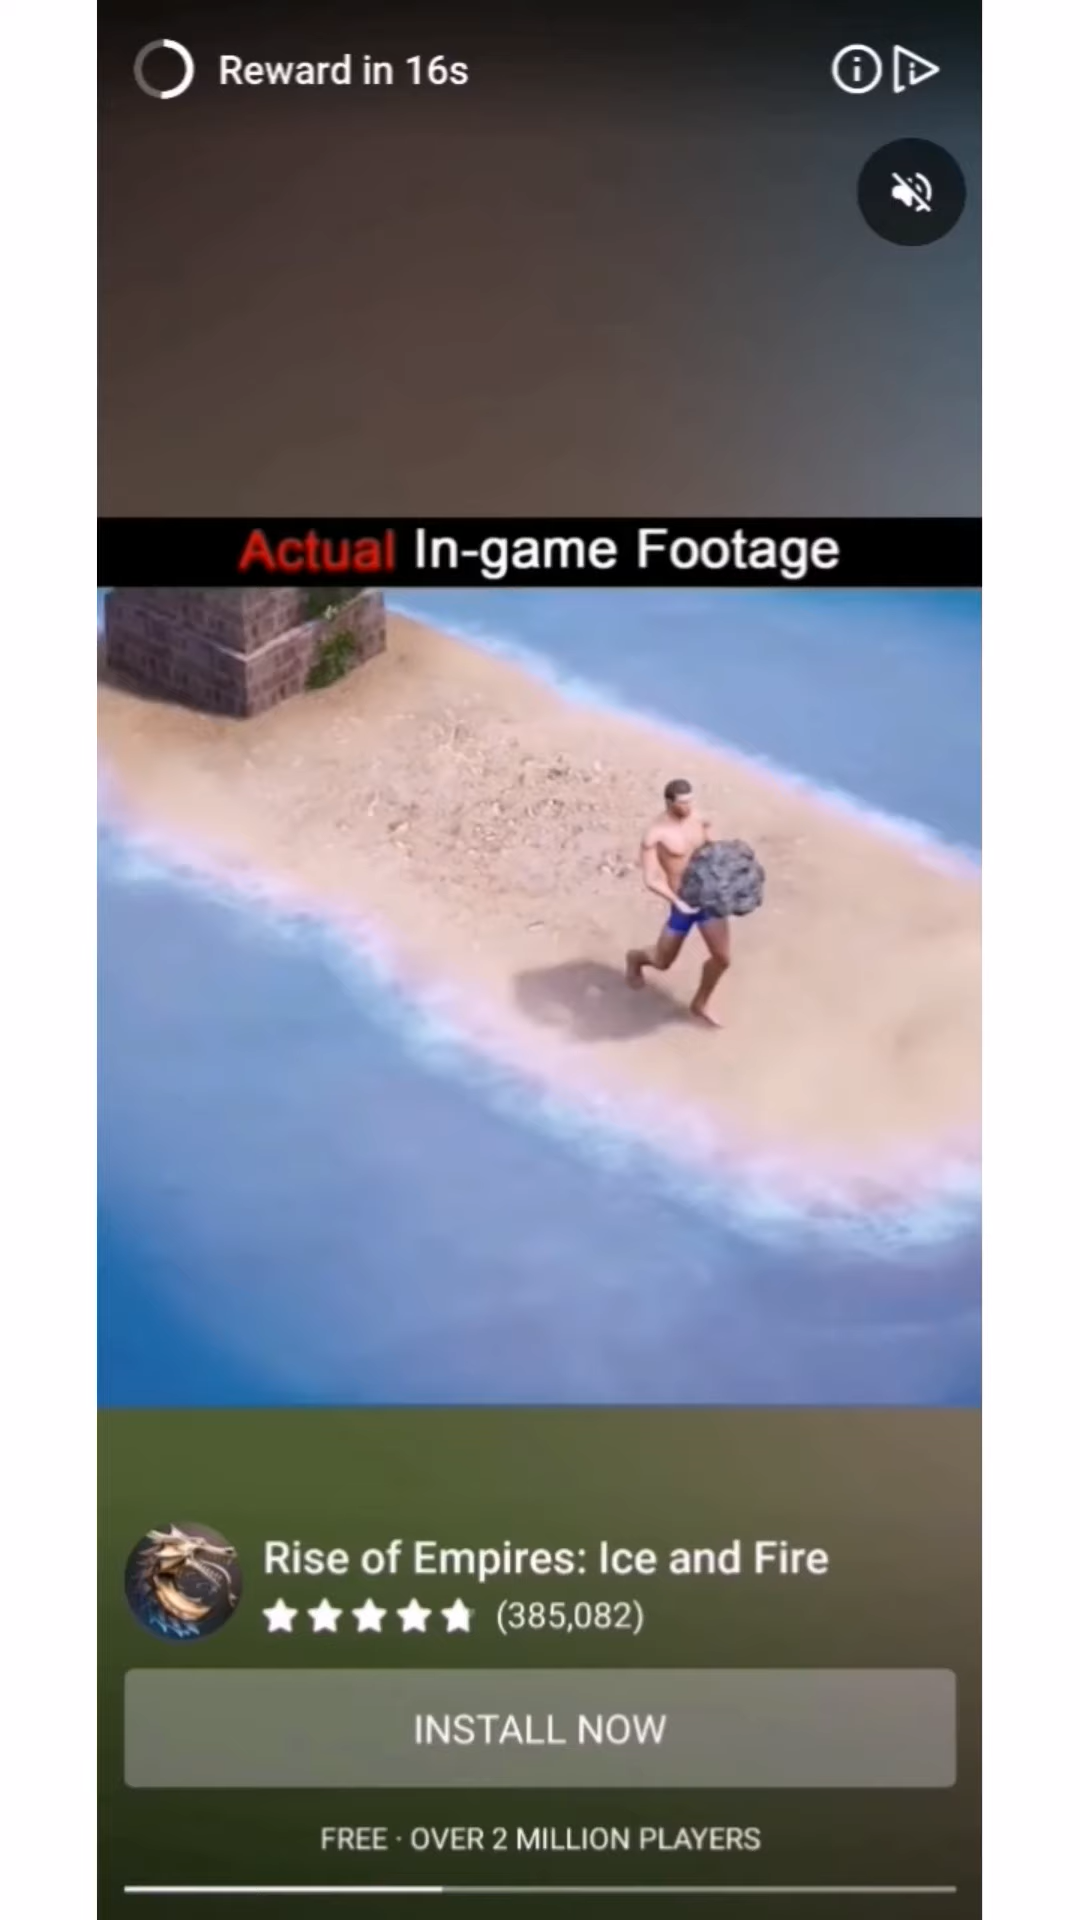 Reward in 16s
Actual In-game Footage
Rise of Empires: Ice and Fire
(385,082)
INSTALL NOW
FREE · OVER 2 MILLION PLAYERS